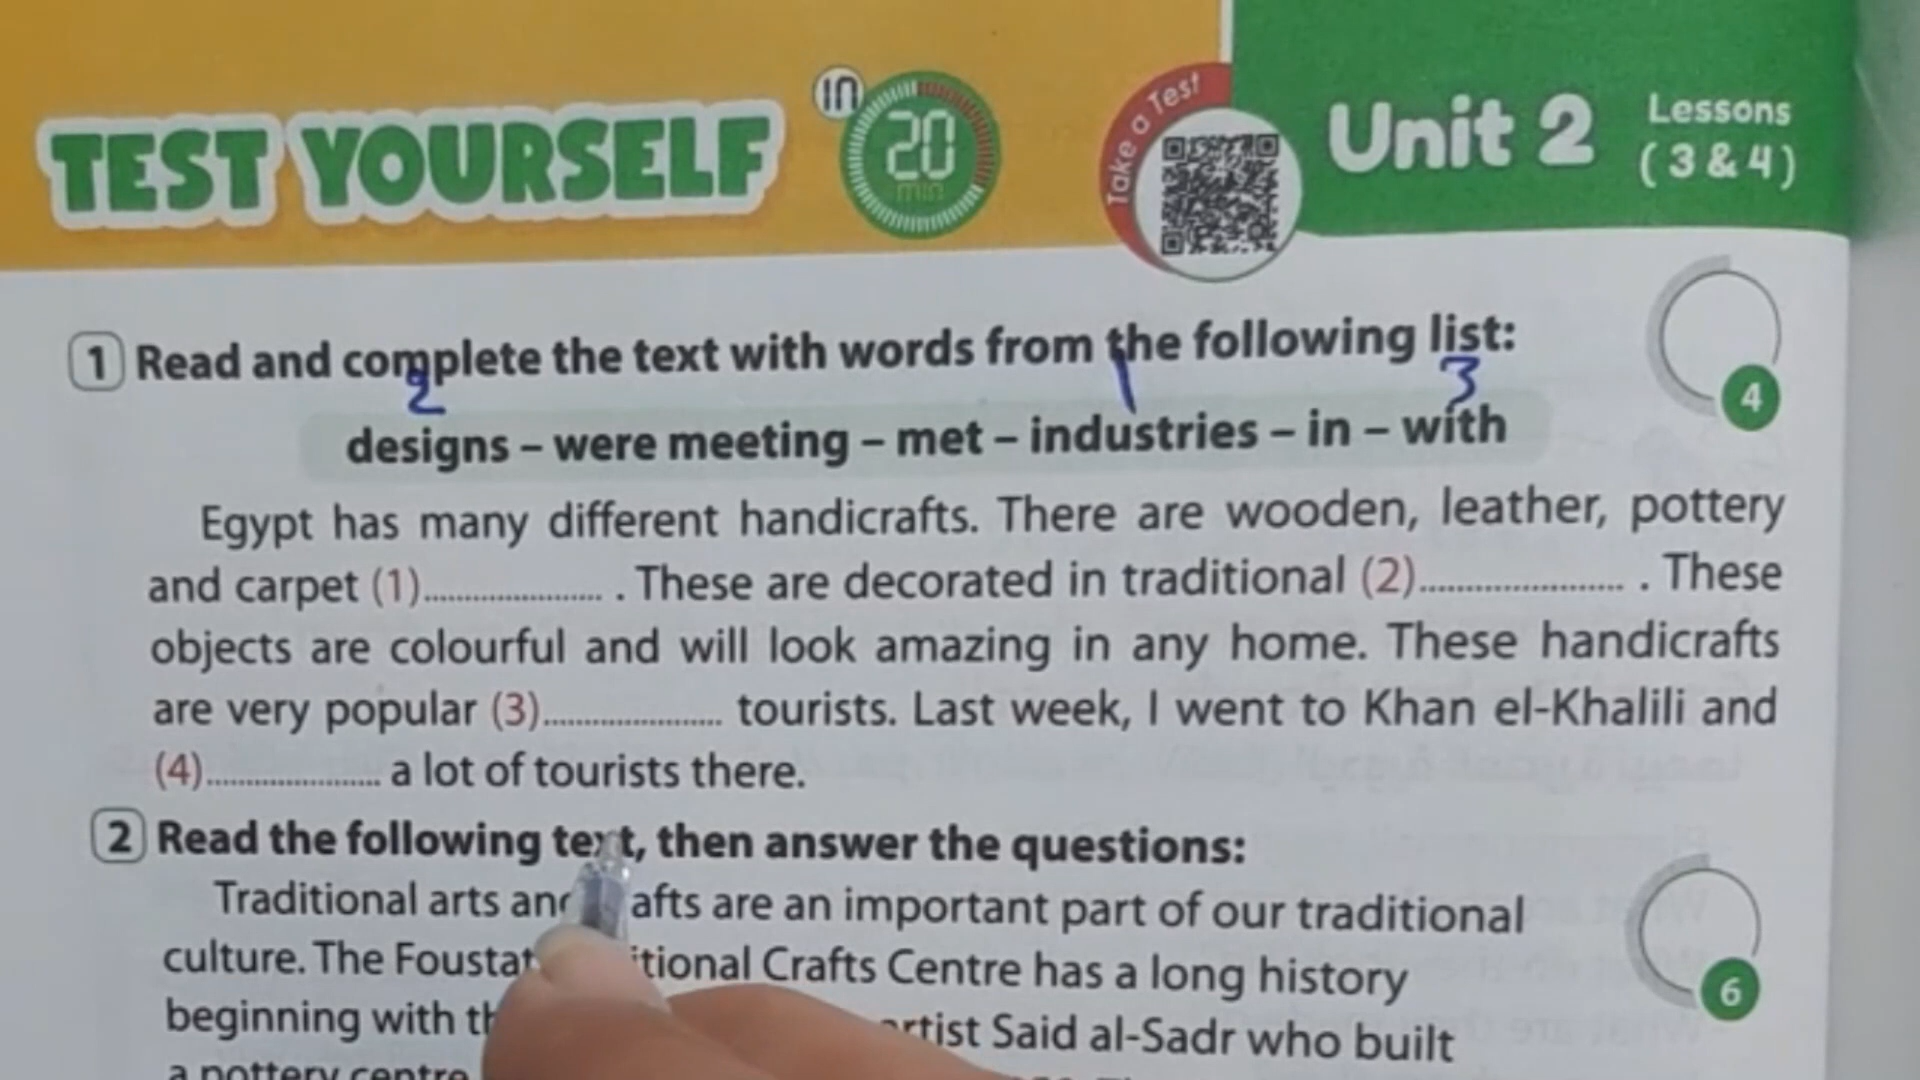 TEST YOURSELF
in
20
min
Take a Test
Unit 2
Lessons
( 3 & 4 )
1 Read and complete the text with words from the following list:
4
2 1 3
designs – were meeting – met – industries – in – with
Egypt has many different handicrafts. There are wooden, leather, pottery
and carpet (1).................... . These are decorated in traditional (2)....................... . These
objects are colourful and will look amazing in any home. These handicrafts
are very popular (3).................... tourists. Last week, I went to Khan el-Khalili and
(4).................... a lot of tourists there.
2 Read the following text, then answer the questions:
6
Traditional arts and afts are an important part of our traditional
culture. The Foustat itional Crafts Centre has a long history
beginning with rtist Said al-Sadr who built
a pottery centre